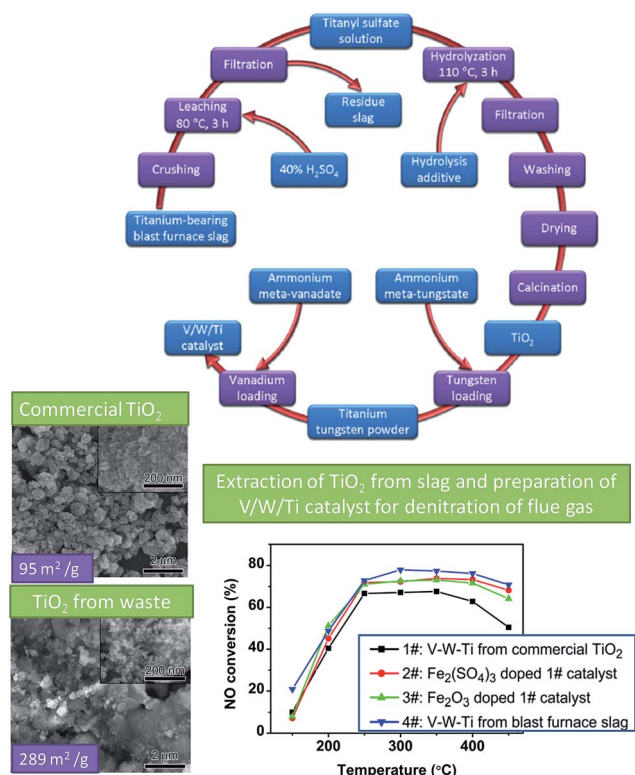 Titanyl sulfate
solution
Filtration
Hydrolyzation
110 °C, 3 h
Leaching
80 °C, 3 h
Residue
slag
Filtration
Crushing
40% H₂SO₄
Hydrolysis
additive
Washing
Titanium-bearing
blast furnace slag
Drying
Ammonium
meta-vanadate
Ammonium
meta-tungstate
Calcination
V/W/Ti
catalyst
TiO₂
Vanadium
loading
Tungsten
loading
Titanium
tungsten powder
Commercial TiO₂
200 nm
2 µm
95 m²/g
TiO₂ from waste
200 nm
2 µm
289 m²/g
Extraction of TiO₂ from slag and preparation of
V/W/Ti catalyst for denitration of flue gas
NO conversion (%)
80
60
40
20
0
200
300
400
Temperature (°C)
1#: V-W-Ti from commercial TiO₂
2#: Fe₂(SO₄)₃ doped 1# catalyst
3#: Fe₂O₃ doped 1# catalyst
4#: V-W-Ti from blast furnace slag